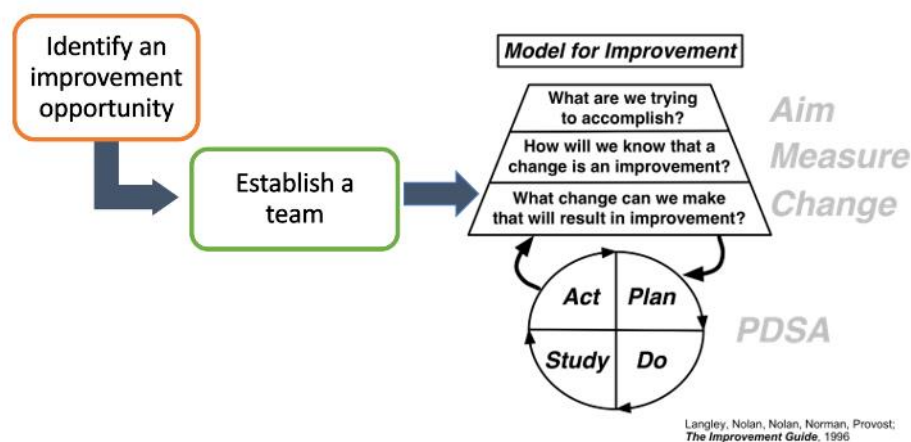 Identify an
improvement
opportunity
Establish a
team
Model for Improvement
What are we trying
to accomplish?
How will we know that a
change is an improvement?
What change can we make
that will result in improvement?
Aim
Measure
Change
Act
Plan
Study
Do
PDSA
Langley, Nolan, Nolan, Norman, Provost;
The Improvement Guide, 1996